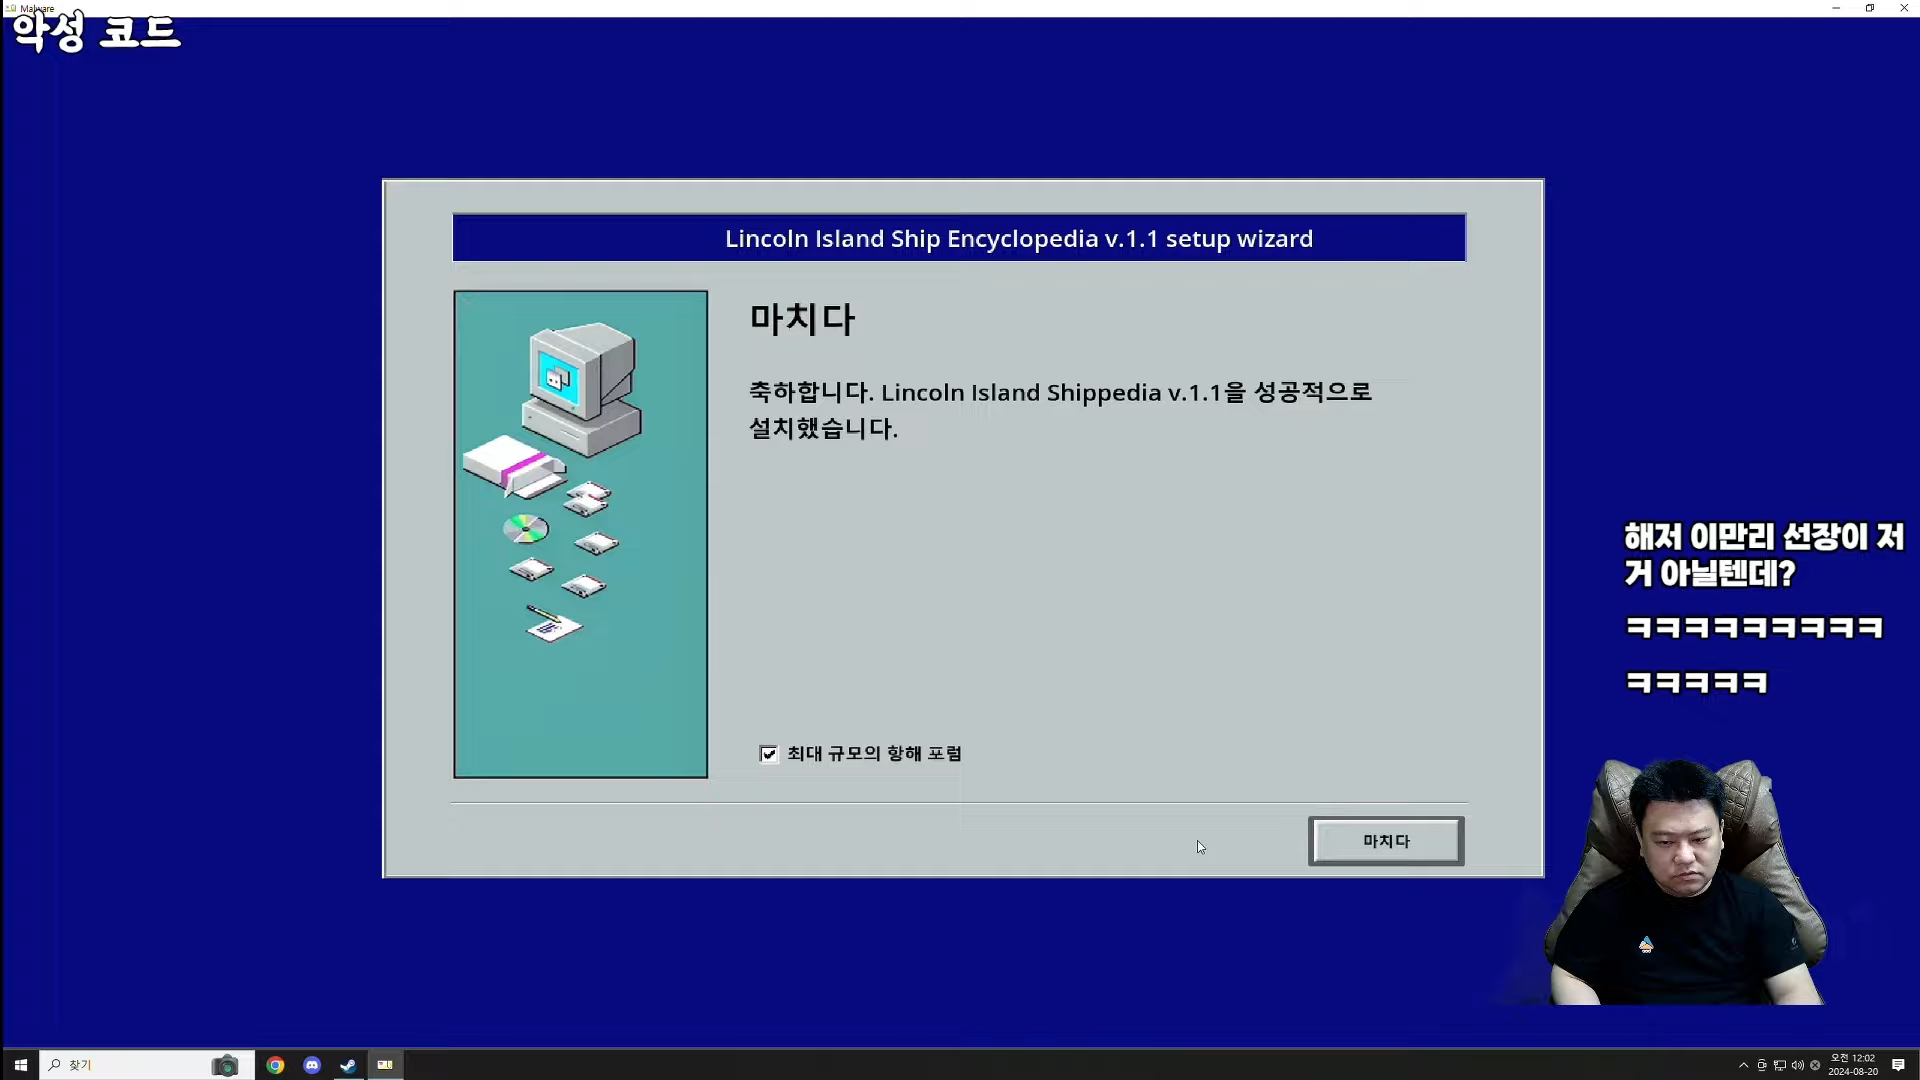 Malware
악성 코드
Lincoln Island Ship Encyclopedia v.1.1 setup wizard
마치다
축하합니다. Lincoln Island Shippedia v.1.1을 성공적으로
설치했습니다.
해저 이만리 선장이 저
거 아닐텐데?
ㅋㅋㅋㅋㅋㅋㅋㅋㅋ
ㅋㅋㅋㅋㅋ
최대 규모의 항해 포럼
마치다
찾기
오전 12:02
2024-08-20